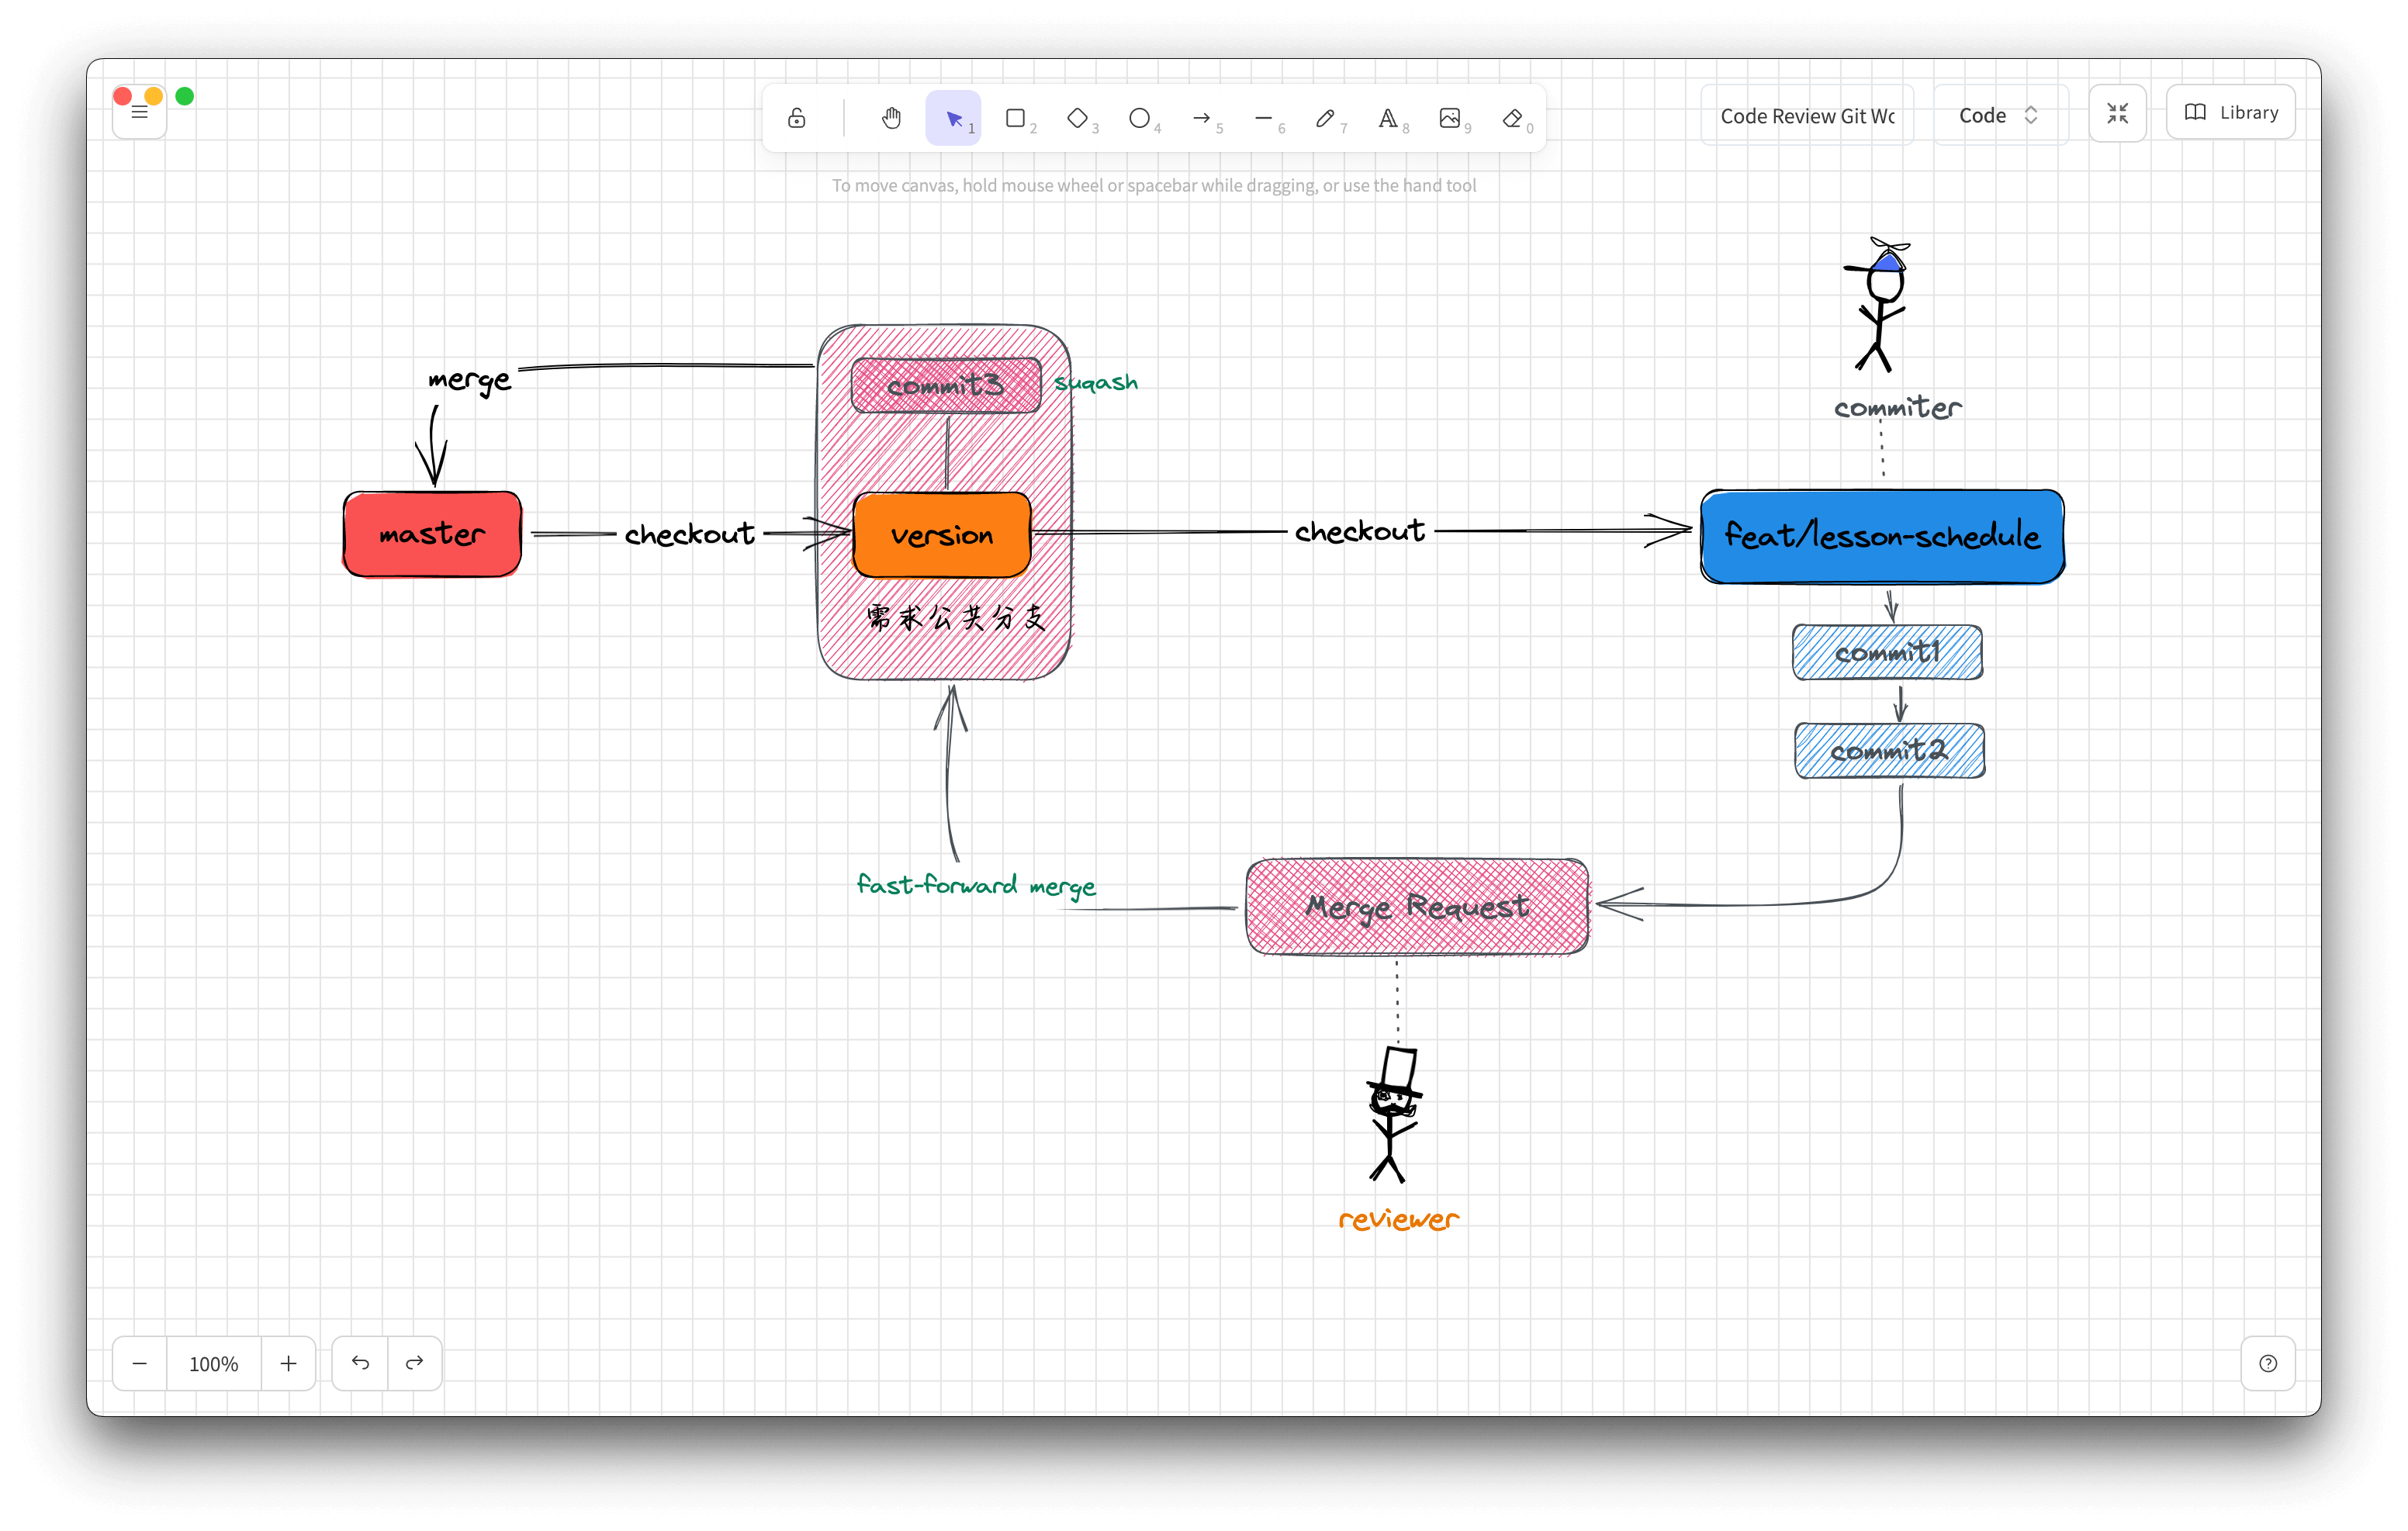 1
2
3
4
5
6
7
8
9
0
Code Review Git Wc
Code
Library
To move canvas, hold mouse wheel or spacebar while dragging, or use the hand tool
merge
commit3
suqash
commiter
master
checkout
version
checkout
feat/lesson-schedule
需求公共分支
commit1
commit2
fast-forward merge
Merge Request
reviewer
100%